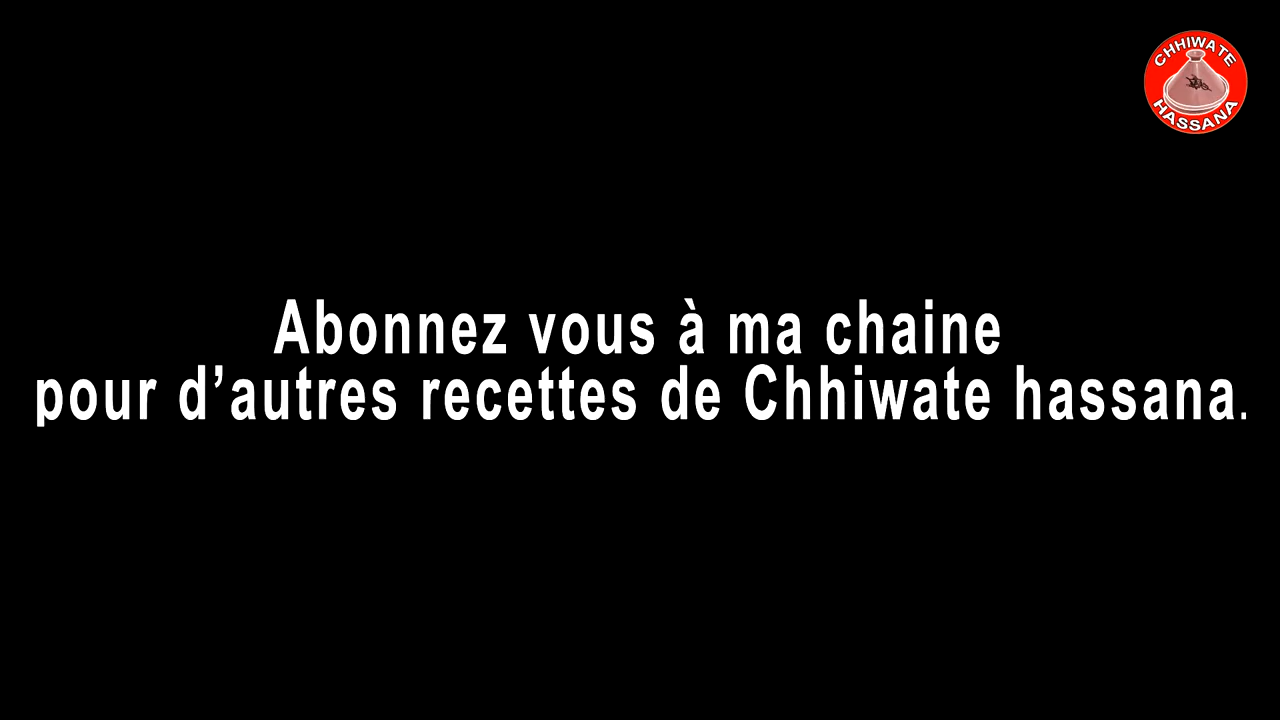 CHHIWATE
HASSANA
Abonnez vous à ma chaine
pour d’autres recettes de Chhiwate hassana.